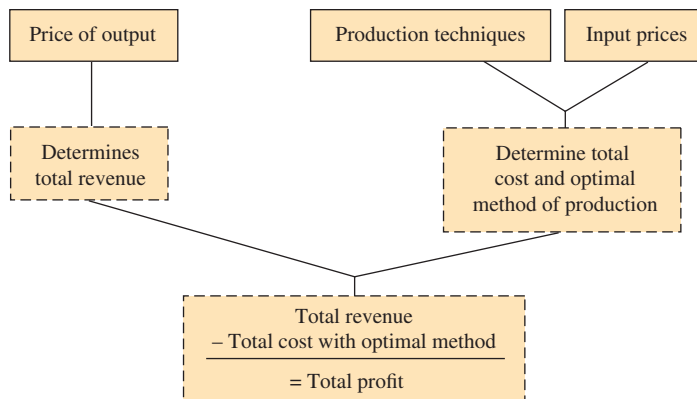 Price of output
Production techniques
Input prices
Determines
total revenue
Determine total
cost and optimal
method of production
Total revenue
– Total cost with optimal method
= Total profit